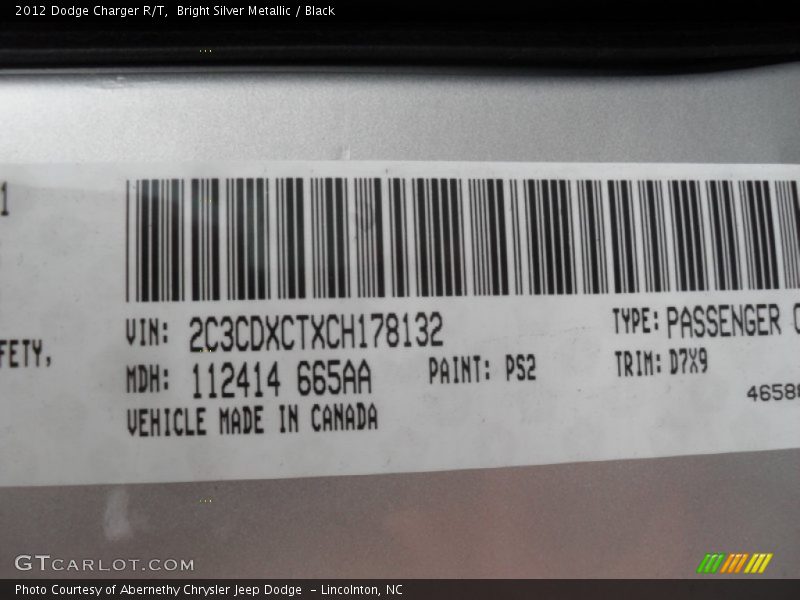 2012 Dodge Charger R/T,  Bright Silver Metallic / Black
1
FETY,
VIN: 2C3CDXCTXCH178132
TYPE: PASSENGER
MDH: 112414 665AA
PAINT: PS2
TRIM: D7X9
VEHICLE MADE IN CANADA
4658
GTCARLOT.COM
Photo Courtesy of Abernethy Chrysler Jeep Dodge  – Lincolnton, NC